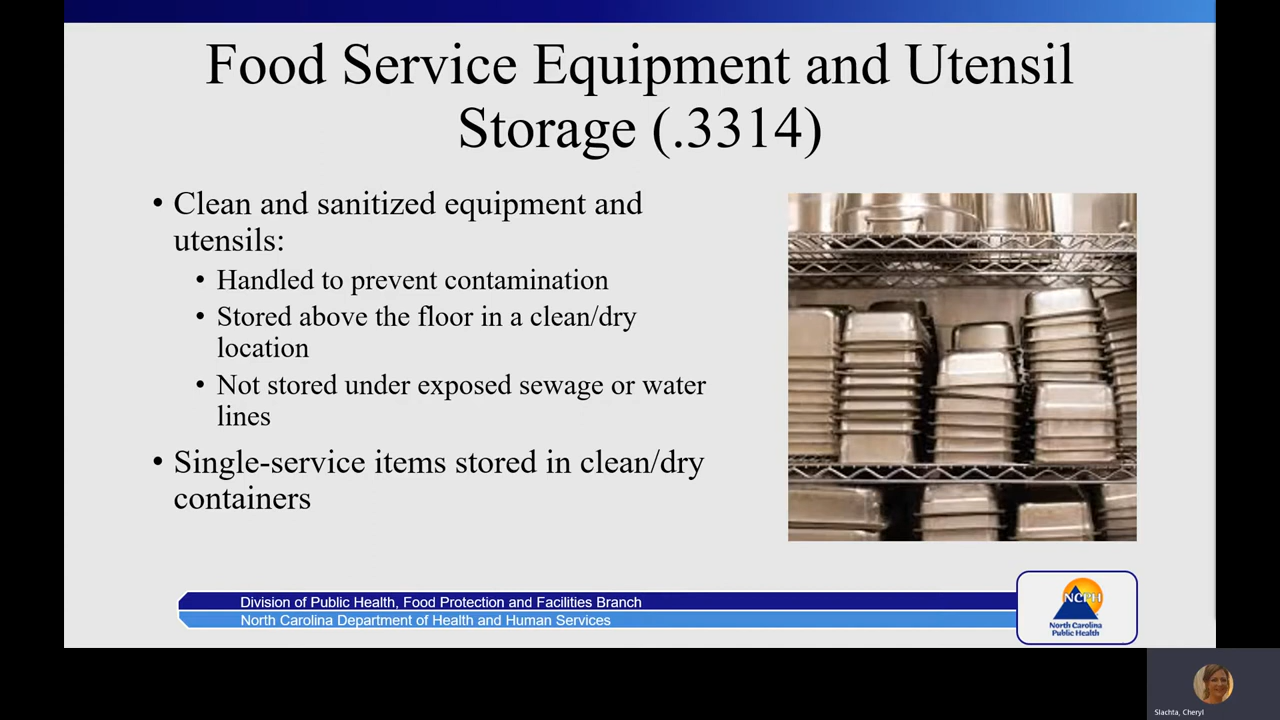 Food Service Equipment and Utensil
Storage (.3314)
• Clean and sanitized equipment and
utensils:
• Handled to prevent contamination
• Stored above the floor in a clean/dry
location
• Not stored under exposed sewage or water
lines
• Single-service items stored in clean/dry
containers
Division of Public Health, Food Protection and Facilities Branch
North Carolina Department of Health and Human Services
NCPH
North Carolina
Public Health
Slachta, Cheryl